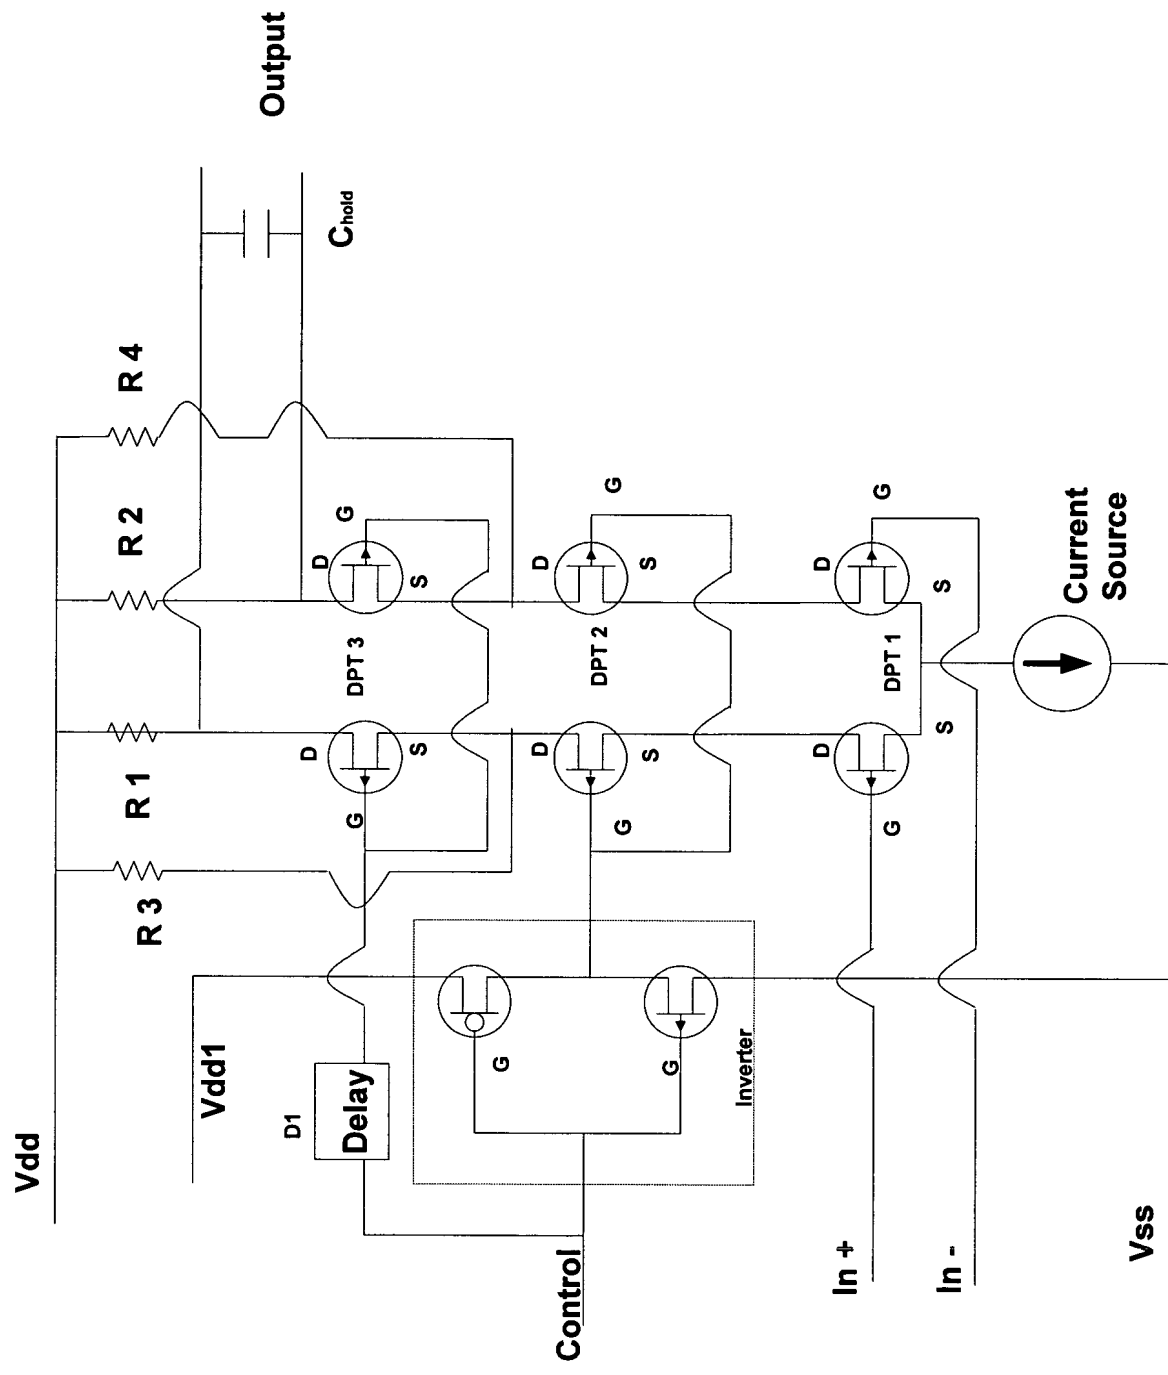 Vdd
Vdd1
D1
Delay
Control
Inverter
G
G
In +
In -
Vss
R 3
R 1
R 2
R 4
Output
Chold
D
S
G
DPT 3
D
S
G
D
S
G
DPT 2
D
S
G
D
S
G
DPT 1
D
S
G
Current
Source